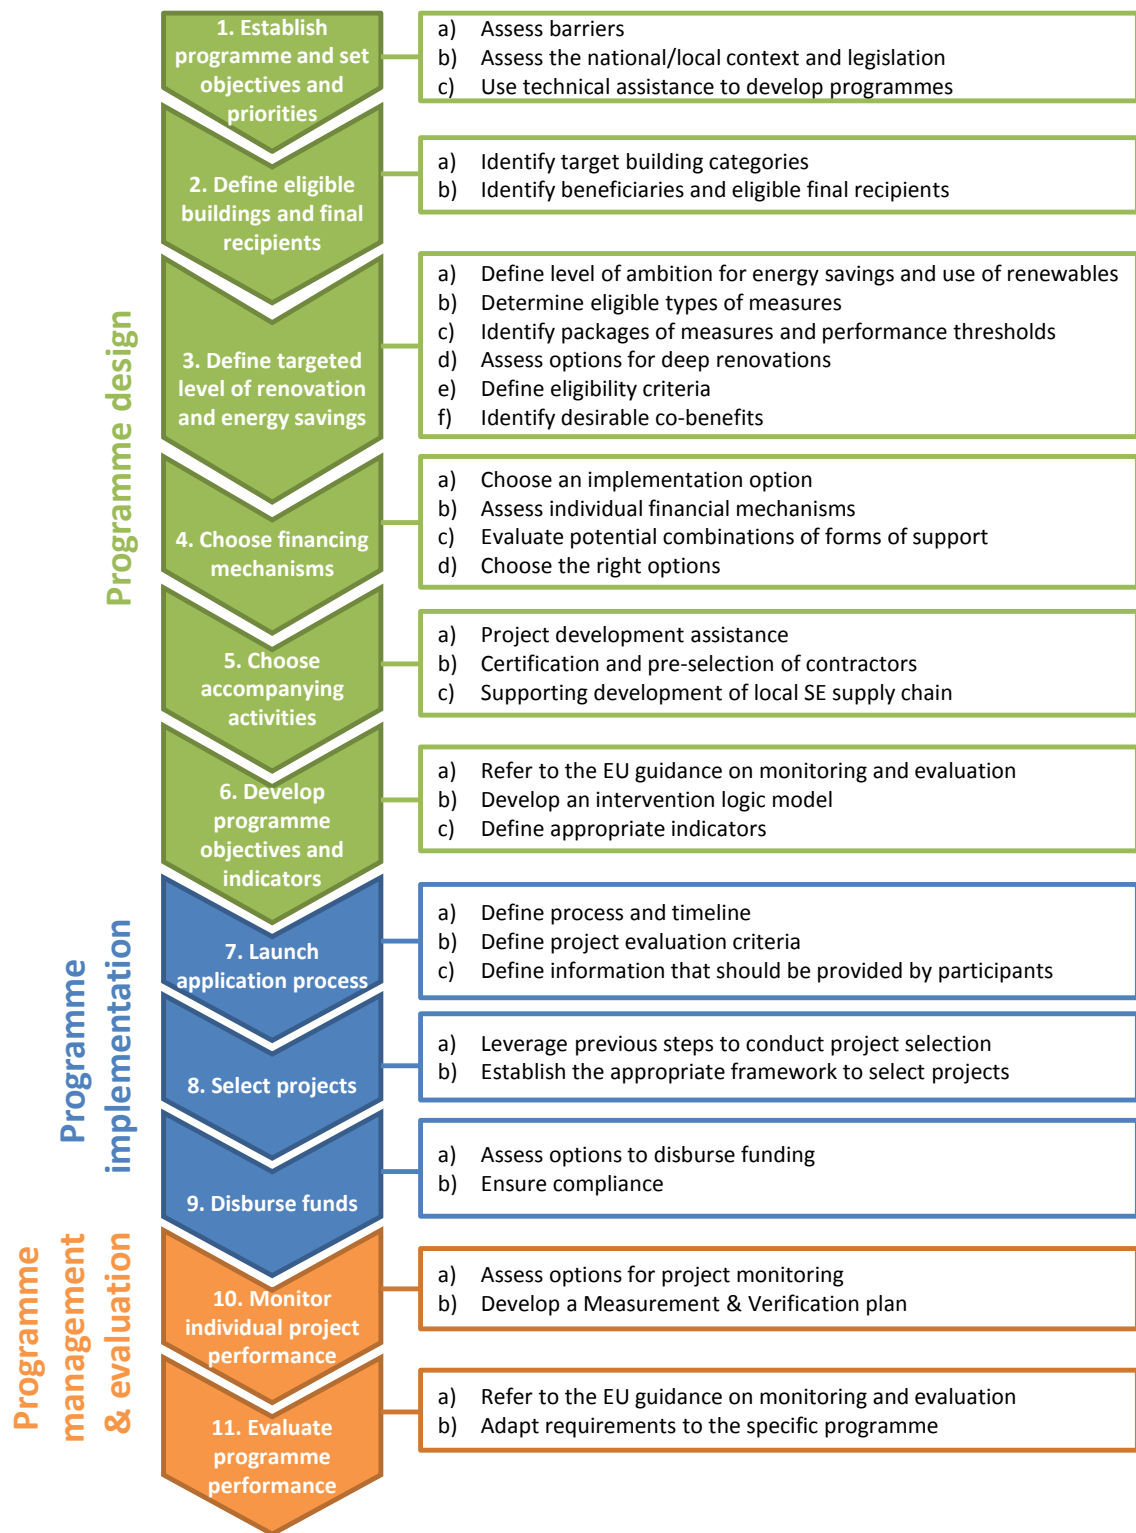 Programme design
1. Establish
programme and set
objectives and
priorities
a) Assess barriers
b) Assess the national/local context and legislation
c) Use technical assistance to develop programmes
2. Define eligible
buildings and final
recipients
a) Identify target building categories
b) Identify beneficiaries and eligible final recipients
3. Define targeted
level of renovation
and energy savings
a) Define level of ambition for energy savings and use of renewables
b) Determine eligible types of measures
c) Identify packages of measures and performance thresholds
d) Assess options for deep renovations
e) Define eligibility criteria
f) Identify desirable co-benefits
4. Choose financing
mechanisms
a) Choose an implementation option
b) Assess individual financial mechanisms
c) Evaluate potential combinations of forms of support
d) Choose the right options
5. Choose
accompanying
activities
a) Project development assistance
b) Certification and pre-selection of contractors
c) Supporting development of local SE supply chain
6. Develop
programme
objectives and
indicators
a) Refer to the EU guidance on monitoring and evaluation
b) Develop an intervention logic model
c) Define appropriate indicators
Programme
implementation
7. Launch
application process
a) Define process and timeline
b) Define project evaluation criteria
c) Define information that should be provided by participants
8. Select projects
a) Leverage previous steps to conduct project selection
b) Establish the appropriate framework to select projects
9. Disburse funds
a) Assess options to disburse funding
b) Ensure compliance
Programme
management
& evaluation
10. Monitor
individual project
performance
a) Assess options for project monitoring
b) Develop a Measurement & Verification plan
11. Evaluate
programme
performance
a) Refer to the EU guidance on monitoring and evaluation
b) Adapt requirements to the specific programme